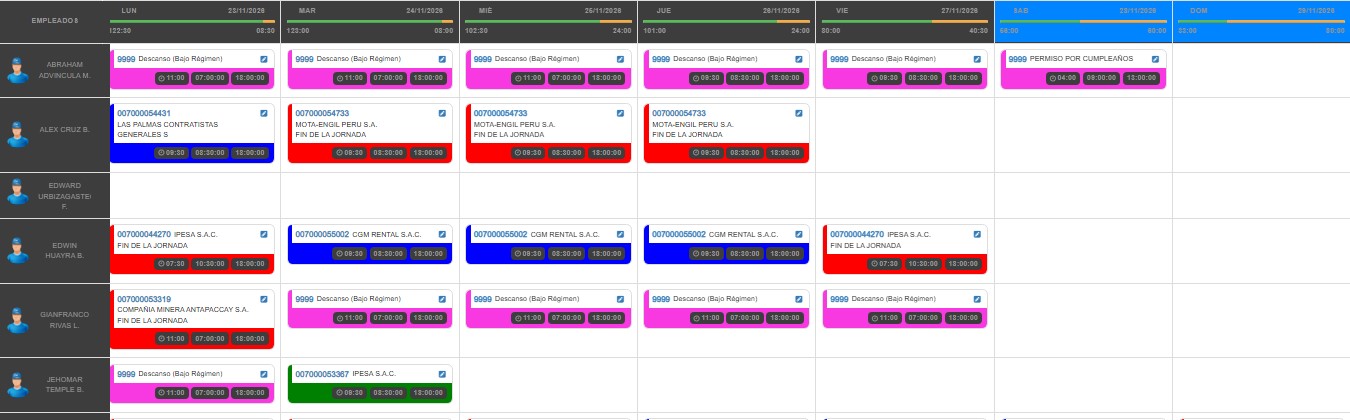 EMPLEADOS
LUN 23/11/2026
122:30 08:30
MAR 24/11/2026
123:00 08:00
MIÉ 25/11/2026
102:30 24:00
JUE 26/11/2026
101:00 24:00
VIE 27/11/2026
80:00 40:30
SAB 28/11/2026
60:00
DOM 29/11/2026
ABRAHAM
ADVINCULA M.
9999 Descanso (Bajo Régimen)
11:00 07:00:00 18:00:00
9999 Descanso (Bajo Régimen)
11:00 07:00:00 18:00:00
9999 Descanso (Bajo Régimen)
11:00 07:00:00 18:00:00
9999 Descanso (Bajo Régimen)
09:30 08:30:00 18:00:00
9999 Descanso (Bajo Régimen)
09:30 08:30:00 18:00:00
9999 PERMISO POR CUMPLEAÑOS
04:00 09:00:00 13:00:00
ALEX CRUZ B.
007000054431
LAS PALMAS CONTRATISTAS
GENERALES S
09:30 08:30:00 18:00:00
007000054733
MOTA-ENGIL PERU S.A.
FIN DE LA JORNADA
09:30 08:30:00 18:00:00
007000054733
MOTA-ENGIL PERU S.A.
FIN DE LA JORNADA
09:30 08:30:00 18:00:00
007000054733
MOTA-ENGIL PERU S.A.
FIN DE LA JORNADA
09:30 08:30:00 18:00:00
EDWARD
URBIZAGASTEGI
F.
EDWIN
HUAYRA B.
007000044270 IPESA S.A.C.
FIN DE LA JORNADA
07:30 10:30:00 18:00:00
007000055002 CGM RENTAL S.A.C.
09:30 08:30:00 18:00:00
007000055002 CGM RENTAL S.A.C.
09:30 08:30:00 18:00:00
007000055002 CGM RENTAL S.A.C.
09:30 08:30:00 18:00:00
007000044270 IPESA S.A.C.
FIN DE LA JORNADA
07:30 10:30:00 18:00:00
GIANFRANCO
RIVAS L.
007000053319
COMPAÑIA MINERA ANTAPACCAY S.A.
FIN DE LA JORNADA
11:00 07:00:00 18:00:00
9999 Descanso (Bajo Régimen)
11:00 07:00:00 18:00:00
9999 Descanso (Bajo Régimen)
11:00 07:00:00 18:00:00
9999 Descanso (Bajo Régimen)
11:00 07:00:00 18:00:00
9999 Descanso (Bajo Régimen)
11:00 07:00:00 18:00:00
JEHOMAR
TEMPLE B.
9999 Descanso (Bajo Régimen)
11:00 07:00:00 18:00:00
007000053367 IPESA S.A.C.
09:30 08:30:00 18:00:00